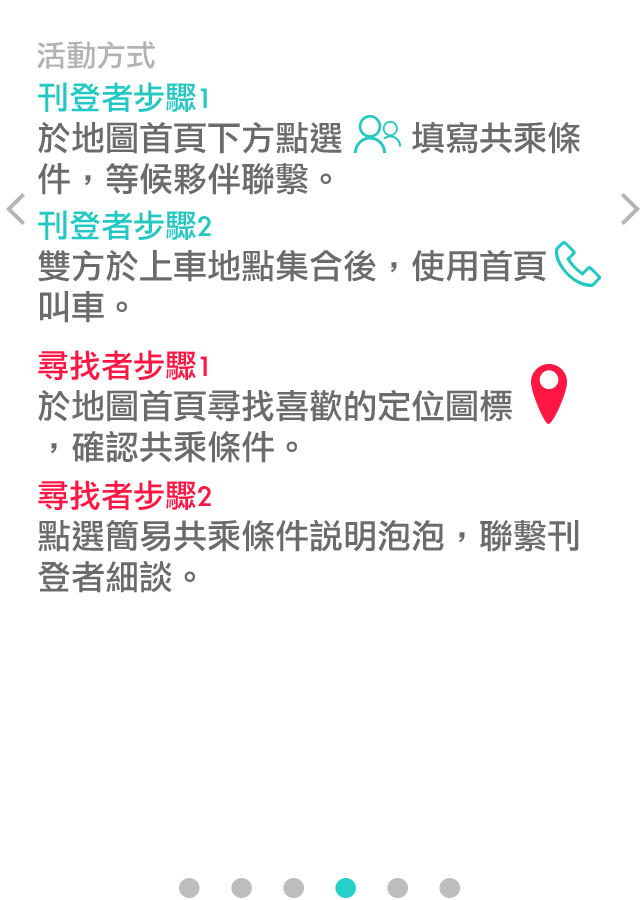 活動方式
刊登者步驟1
於地圖首頁下方點選 填寫共乘條
件，等候夥伴聯繫。
刊登者步驟2
雙方於上車地點集合後，使用首頁
叫車。
尋找者步驟1
於地圖首頁尋找喜歡的定位圖標
，確認共乘條件。
尋找者步驟2
點選簡易共乘條件説明泡泡，聯繫刊
登者細談。